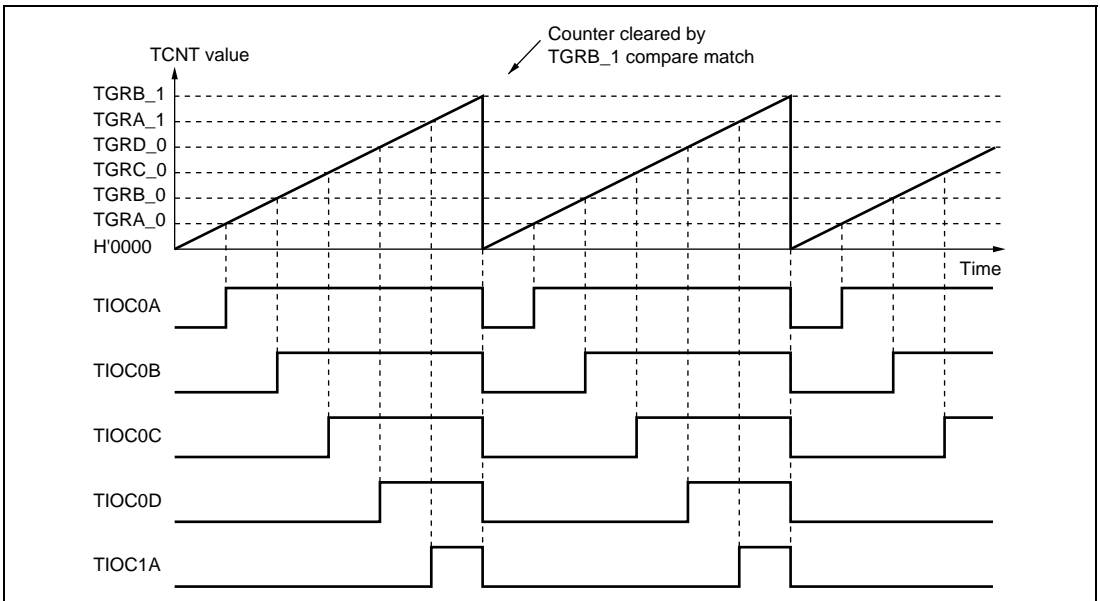 Counter cleared by
TGRB_1 compare match
TCNT value
TGRB_1
TGRA_1
TGRD_0
TGRC_0
TGRB_0
TGRA_0
H'0000
Time
TIOC0A
TIOC0B
TIOC0C
TIOC0D
TIOC1A